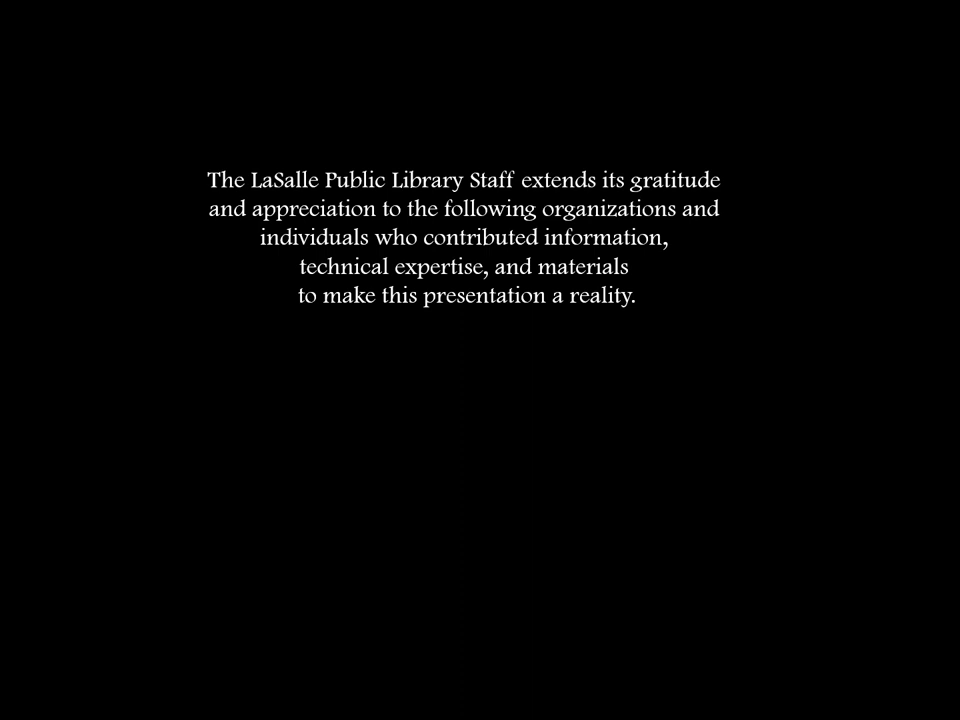 The LaSalle Public Library Staff extends its gratitude
and appreciation to the following organizations and
individuals who contributed information,
technical expertise, and materials
to make this presentation a reality.